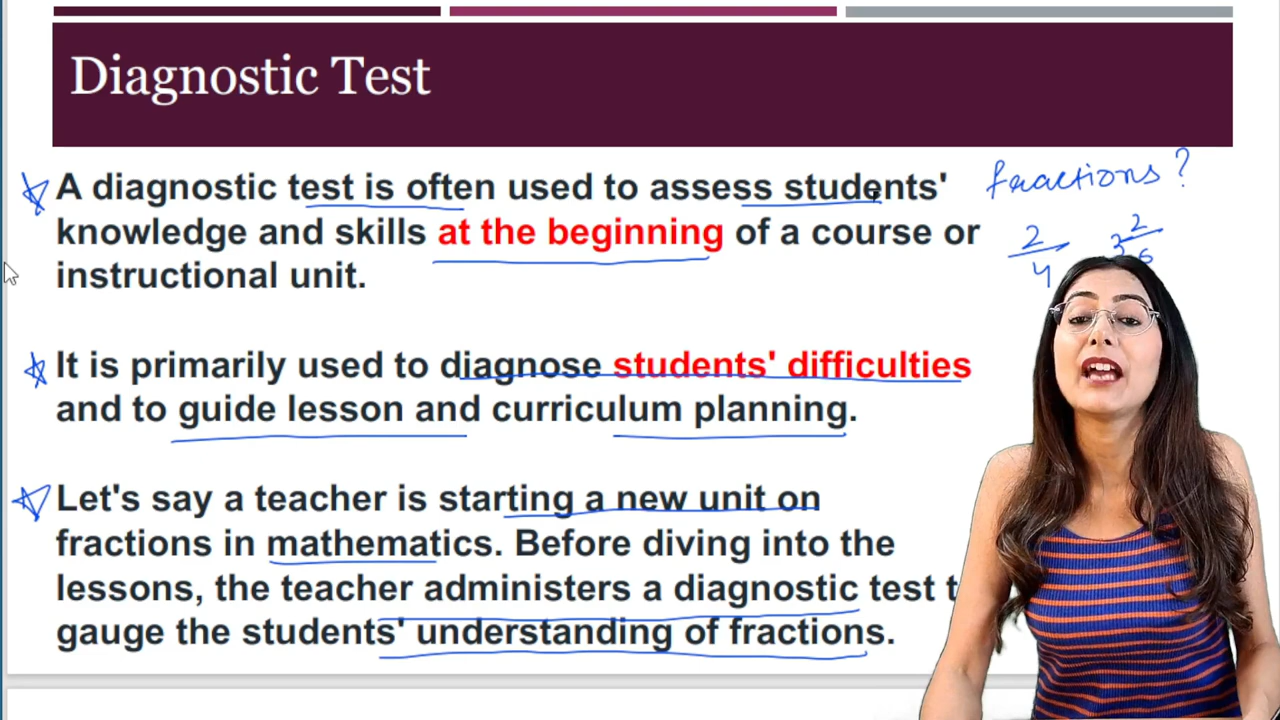 Diagnostic Test
A diagnostic test is often used to assess students'
knowledge and skills at the beginning of a course or
instructional unit.
fractions?
2/4
3 2/6
It is primarily used to diagnose students' difficulties
and to guide lesson and curriculum planning.
Let's say a teacher is starting a new unit on
fractions in mathematics. Before diving into the
lessons, the teacher administers a diagnostic test t
gauge the students' understanding of fractions.